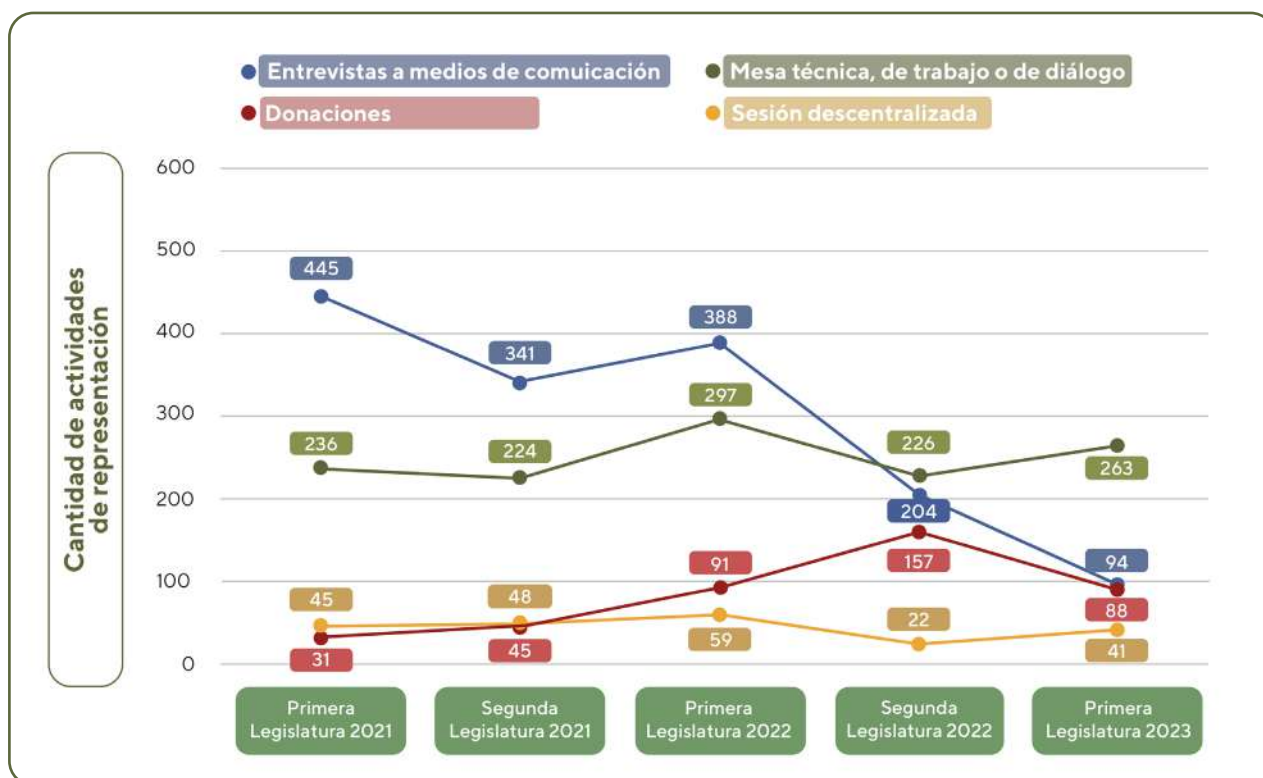 Entrevistas a medios de comuicación
Mesa técnica, de trabajo o de diálogo
Donaciones
Sesión descentralizada
Cantidad de actividades
de representación
600
500
400
300
200
100
0
445
341
388
204
94
236
224
297
226
263
31
45
91
157
88
45
48
59
22
41
Primera
Legislatura 2021
Segunda
Legislatura 2021
Primera
Legislatura 2022
Segunda
Legislatura 2022
Primera
Legislatura 2023